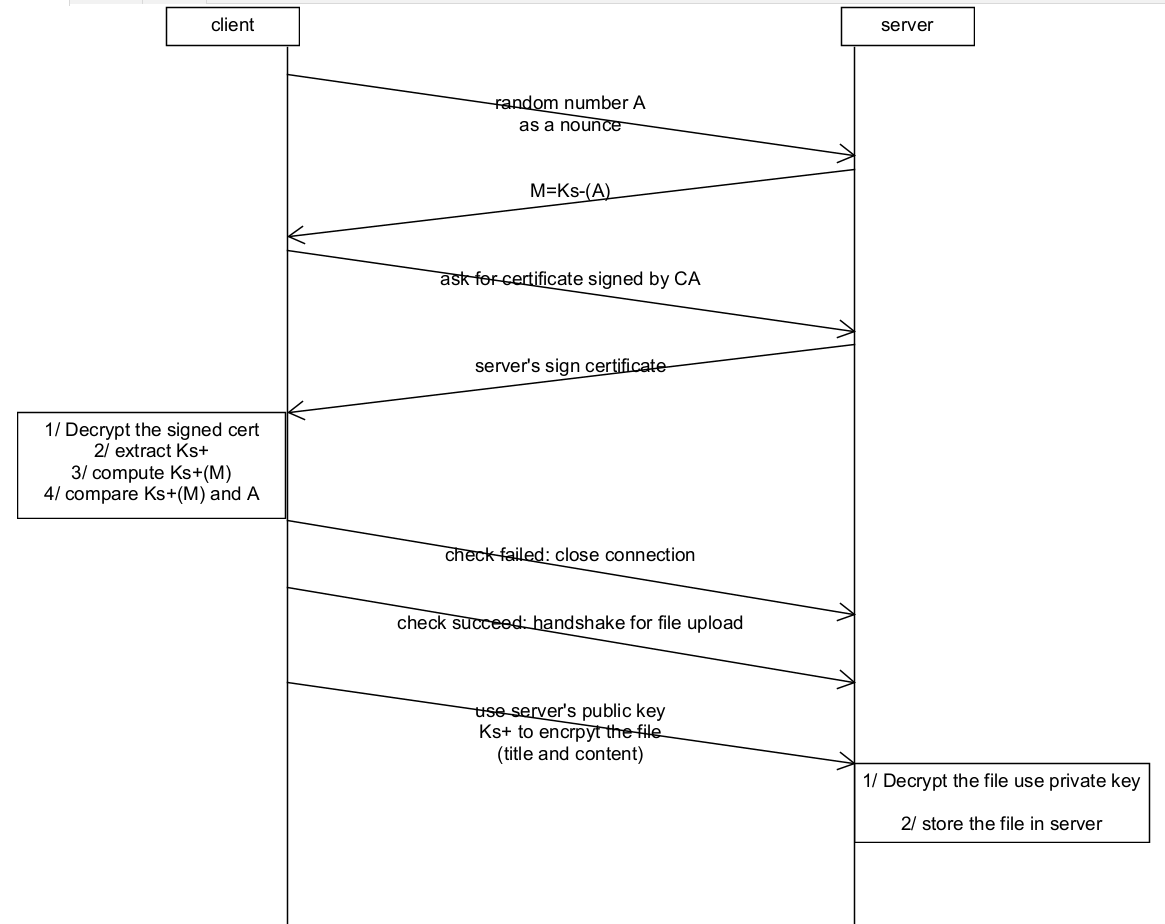 client
server
random number A
as a nounce
M=Ks-(A)
ask for certificate signed by CA
server's sign certificate
1/ Decrypt the signed cert
2/ extract Ks+
3/ compute Ks+(M)
4/ compare Ks+(M) and A
check failed: close connection
check succeed: handshake for file upload
use server's public key
Ks+ to encrpyt the file
(title and content)
1/ Decrypt the file use private key
2/ store the file in server